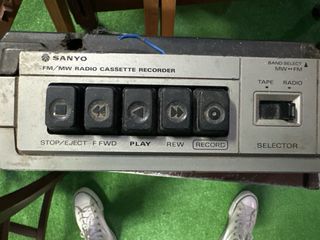 SANYO
FM/MW RADIO CASSETTE RECORDER
BAND SELECT
MW↔FM
TAPE RADIO
STOP/EJECT F FWD PLAY REW RECORD
SELECTOR